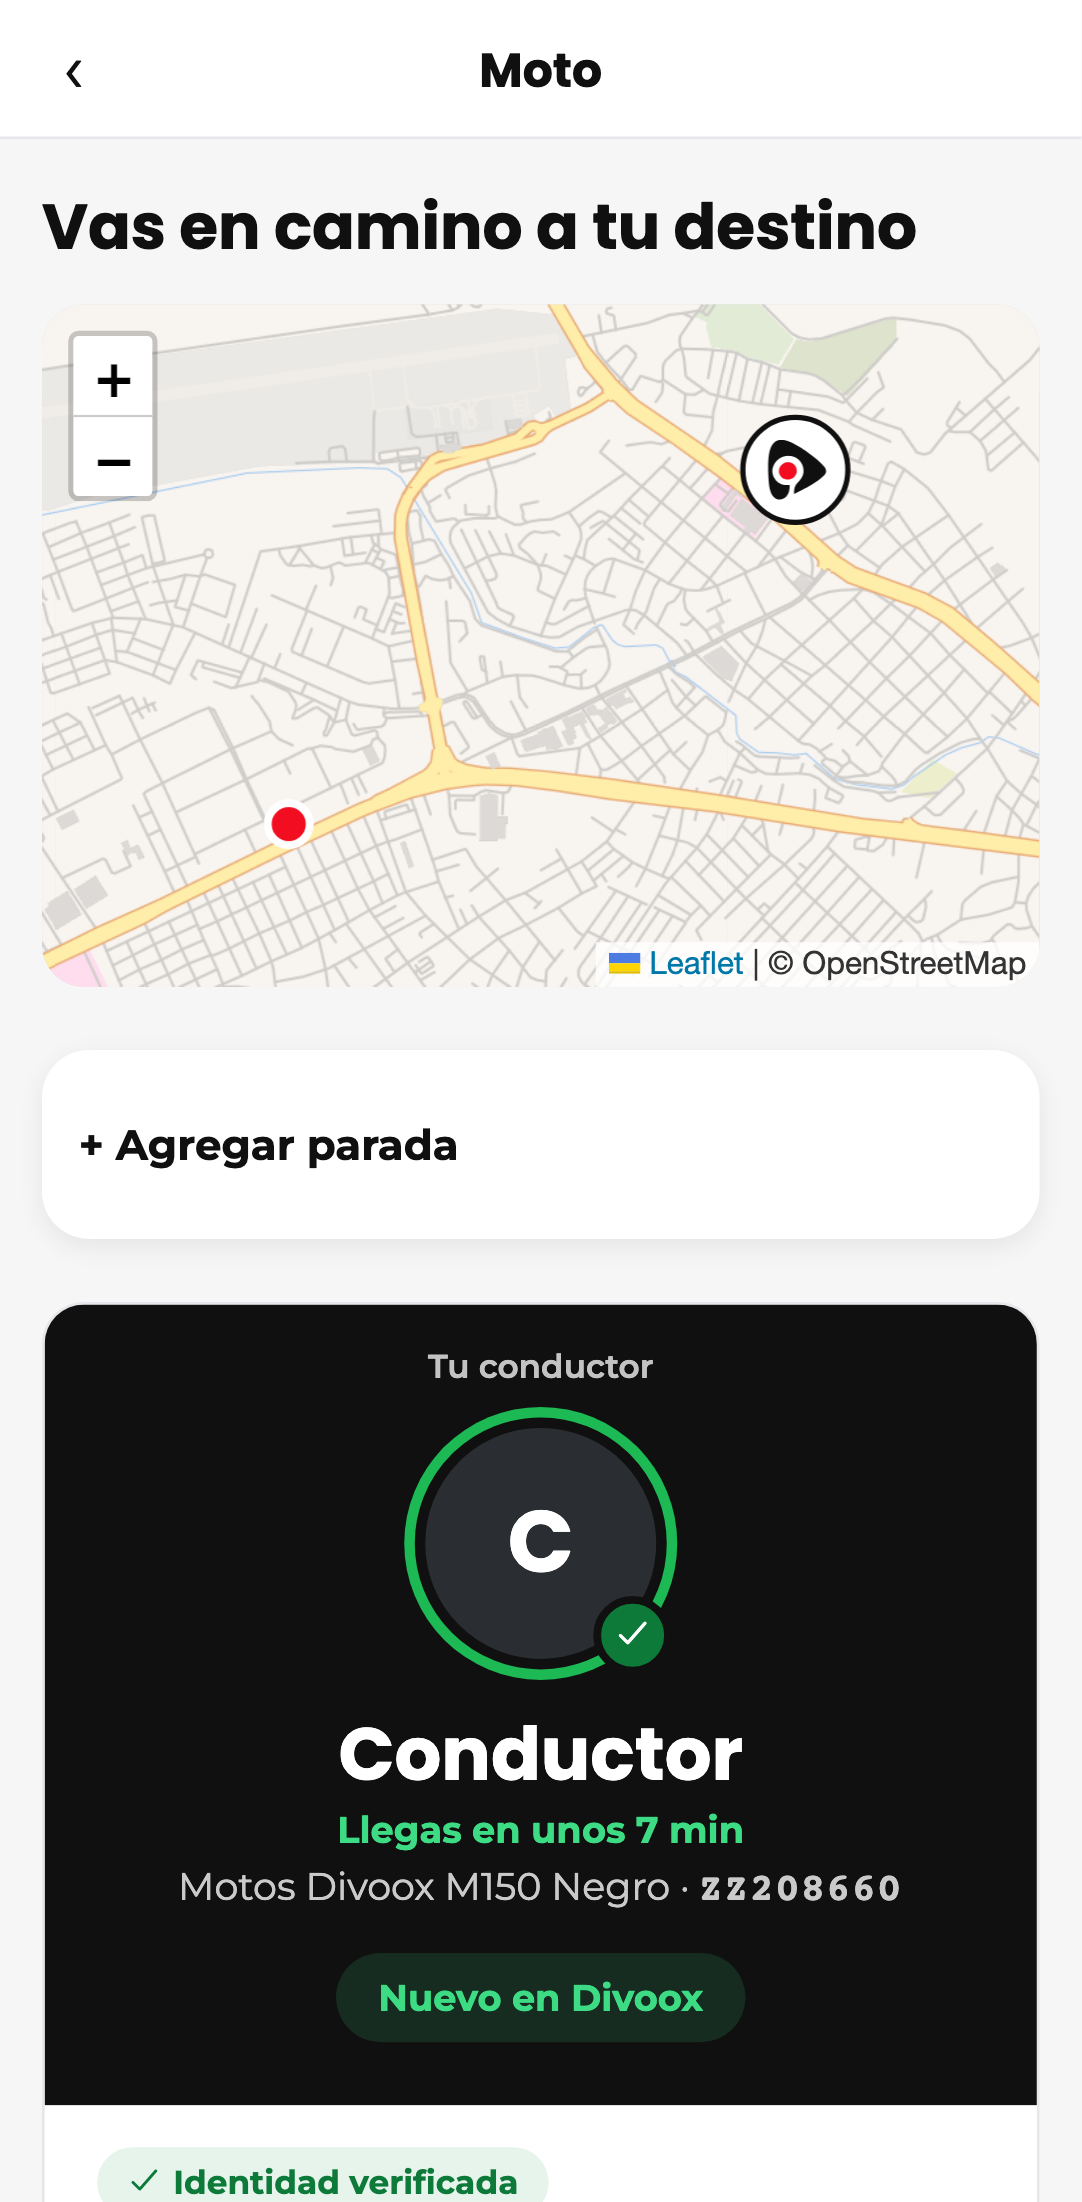 Moto
Vas en camino a tu destino
+
−
Leaflet | © OpenStreetMap
+ Agregar parada
Tu conductor
C
Conductor
Llegas en unos 7 min
Motos Divoox M150 Negro · ZZ208660
Nuevo en Divoox
✓ Identidad verificada